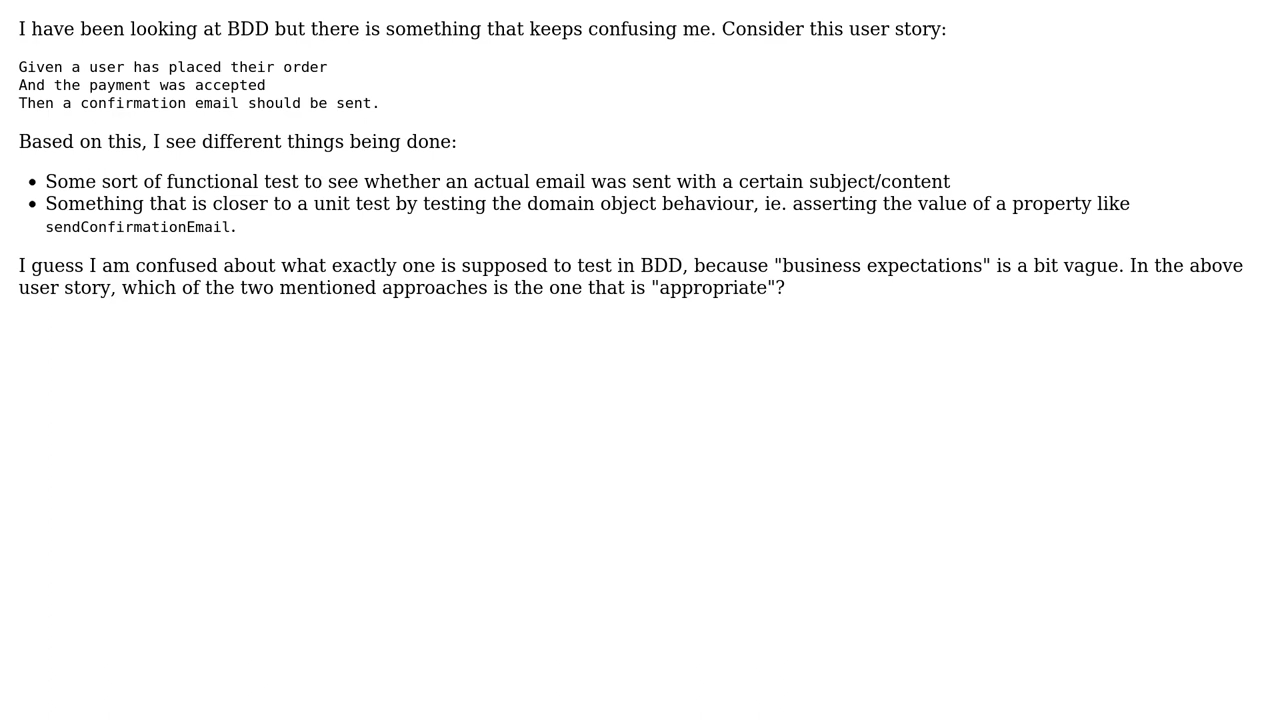 I have been looking at BDD but there is something that keeps confusing me. Consider this user story:
Given a user has placed their order
And the payment was accepted
Then a confirmation email should be sent.
Based on this, I see different things being done:
• Some sort of functional test to see whether an actual email was sent with a certain subject/content
• Something that is closer to a unit test by testing the domain object behaviour, ie. asserting the value of a property like
sendConfirmationEmail.
I guess I am confused about what exactly one is supposed to test in BDD, because "business expectations" is a bit vague. In the above
user story, which of the two mentioned approaches is the one that is "appropriate"?